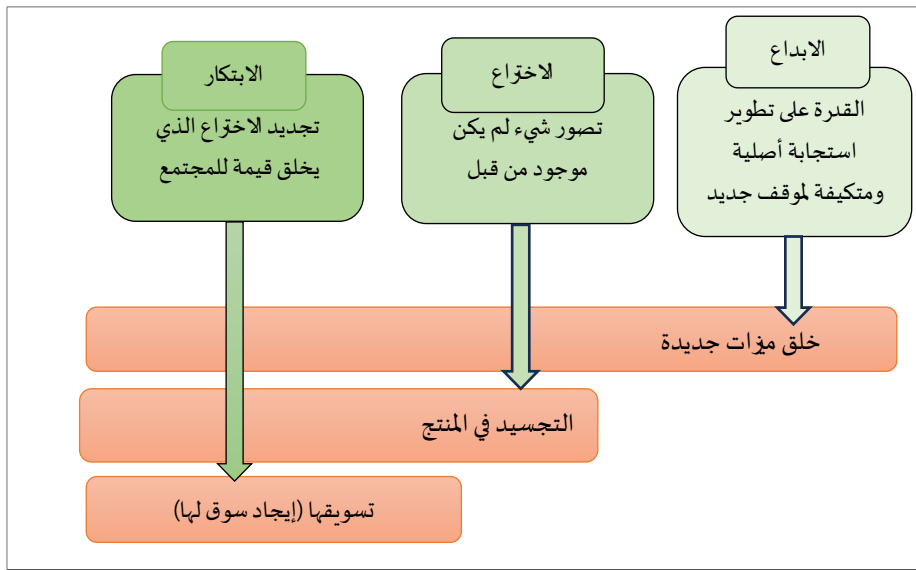 الابداع
القدرة على تطوير
استجابة أصلية
ومتكيفة لموقف جديد
الاختراع
تصور شيء لم يكن
موجود من قبل
الابتكار
تجديد الاختراع الذي
يخلق قيمة للمجتمع
خلق ميزات جديدة
التجسيد في المنتج
تسويقها (إيجاد سوق لها)